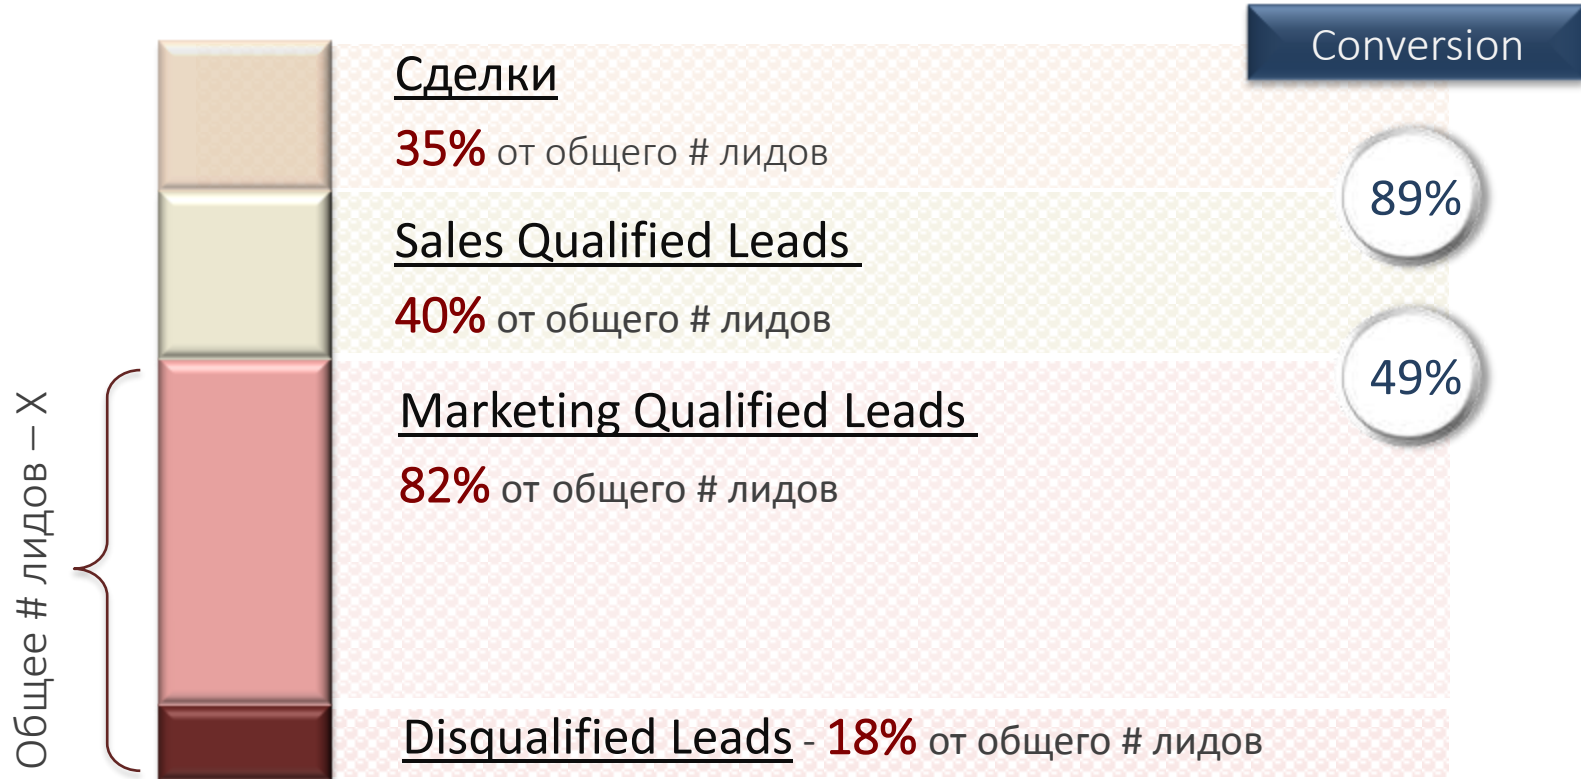 Conversion
Сделки
35% от общего # лидов
89%
Sales Qualified Leads
40% от общего # лидов
49%
Marketing Qualified Leads
82% от общего # лидов
Общее # лидов – X
Disqualified Leads - 18% от общего # лидов